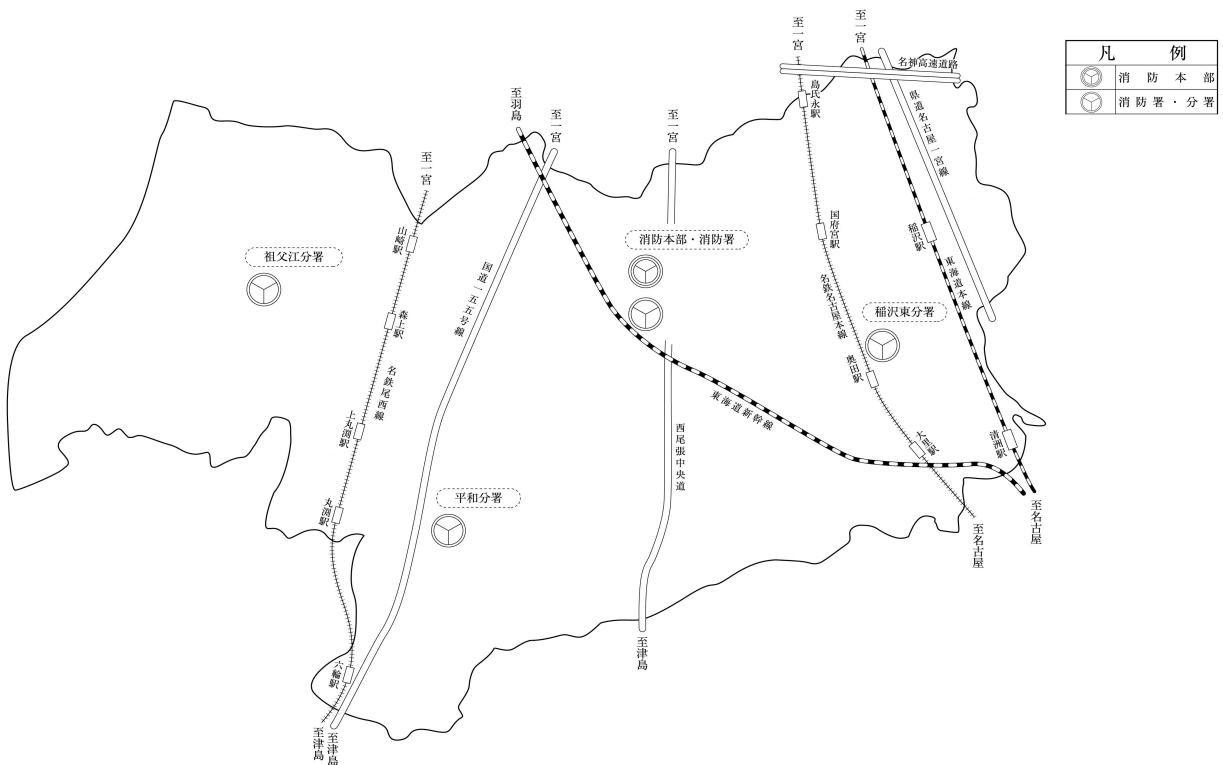 凡 例
消防本部
消防署・分署
至一宮
至一宮
名神高速道路
島氏永駅
県道名古屋一宮線
至羽島
至一宮
至一宮
至一宮
山崎駅
国府宮駅
稲沢駅
消防本部・消防署
祖父江分署
国道一五五号線
東海道本線
名鉄名古屋本線
稲沢東分署
森上駅
奥田駅
名鉄尾西線
東海道新幹線
上丸渕駅
西尾張中央道
大里駅
清洲駅
平和分署
丸渕駅
至名古屋
至名古屋
至津島
六輪駅
至津島
至津島